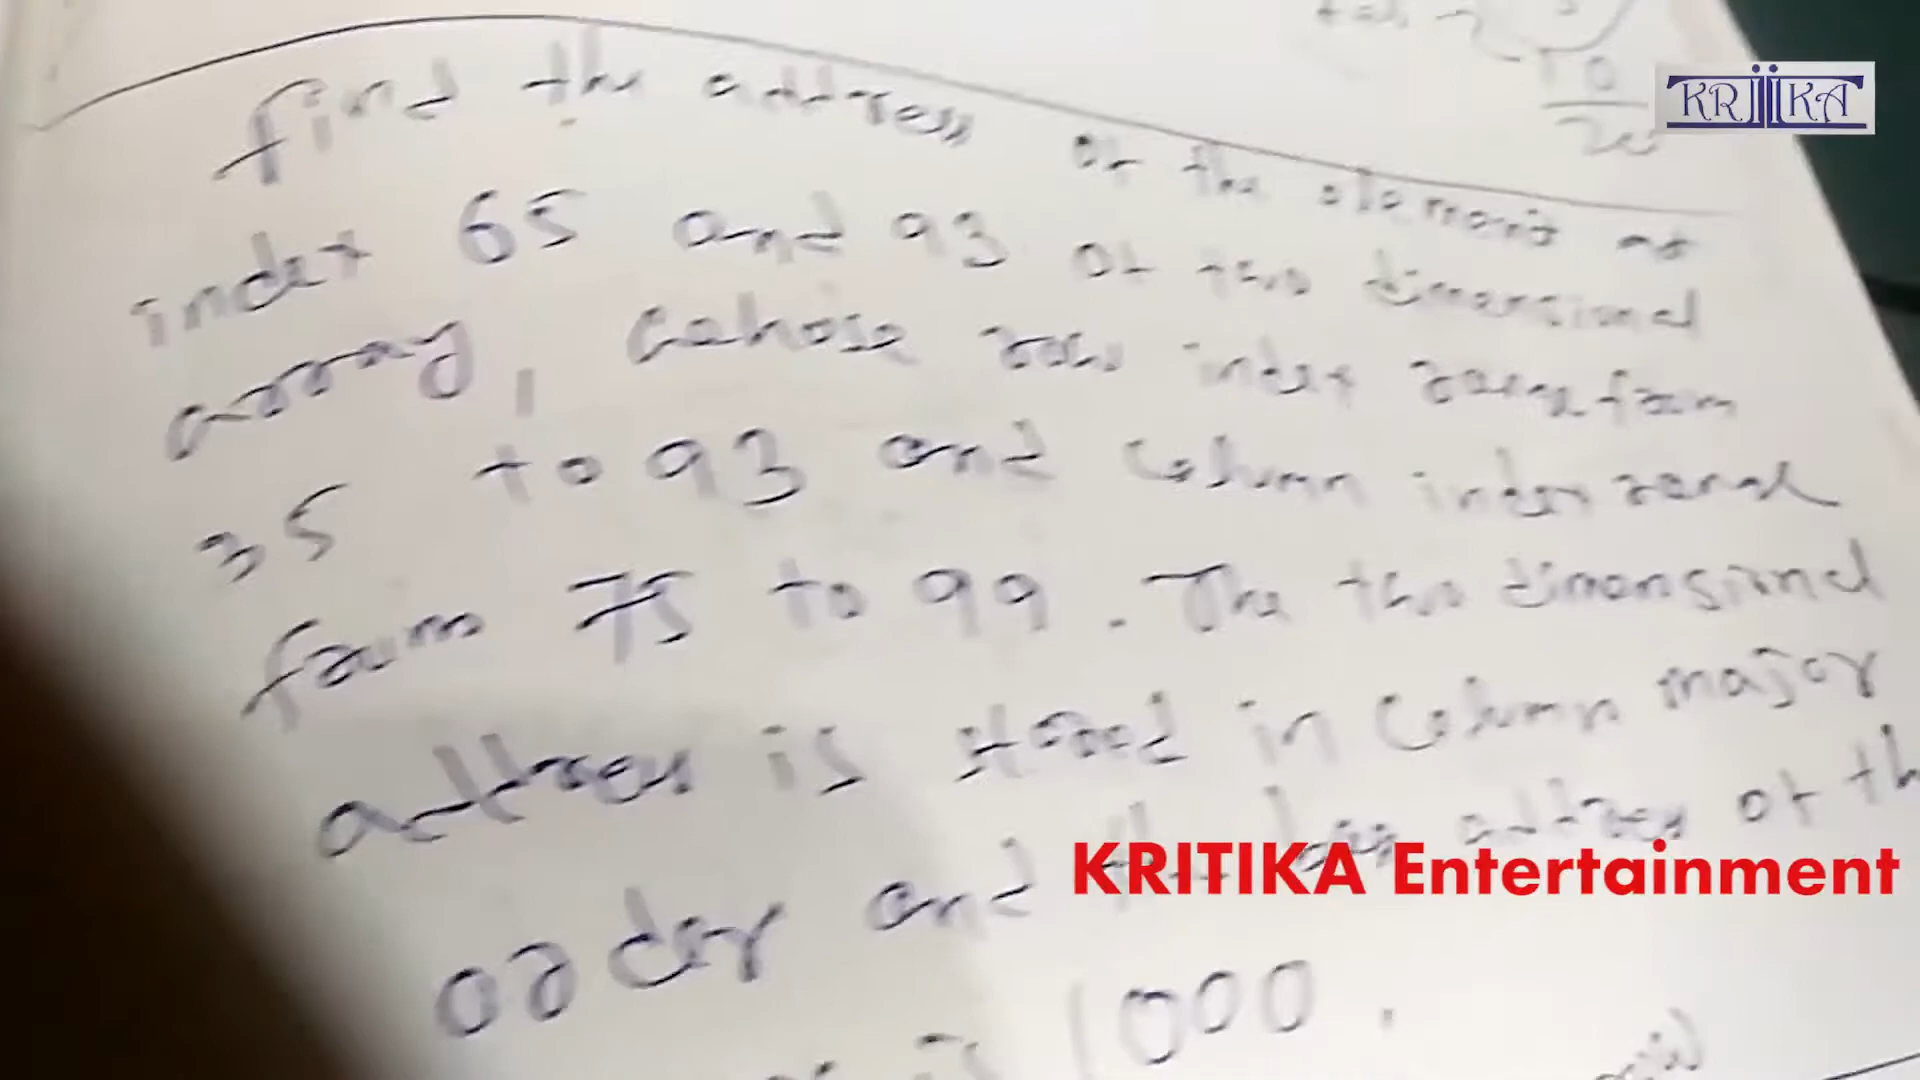 KRITIKA
find the address of the element at
index 65 and 93 of two dimensional
array, whose row index range from
35 to 93 and column index range
from 75 to 99. The two dimensional
address is stored in column major
order and the base address of the
is 1000.
KRITIKA Entertainment